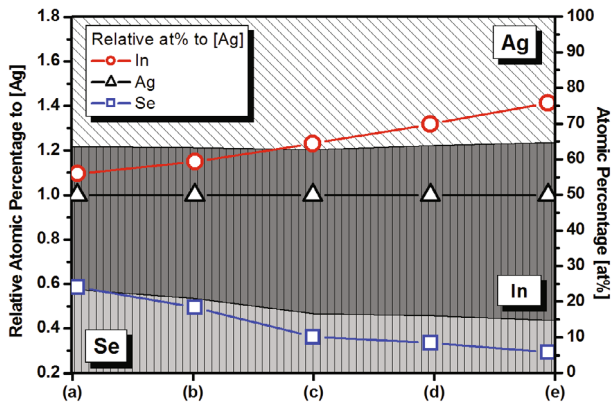 Relative Atomic Percentage to [Ag]
1.8
1.6
1.4
1.2
1.0
0.8
0.6
0.4
0.2
Relative at% to [Ag]
In
Ag
Se
Ag
In
Se
100
90
80
70
60
50
40
30
20
10
0
Atomic Percentage [at%]
(a) (b) (c) (d) (e)